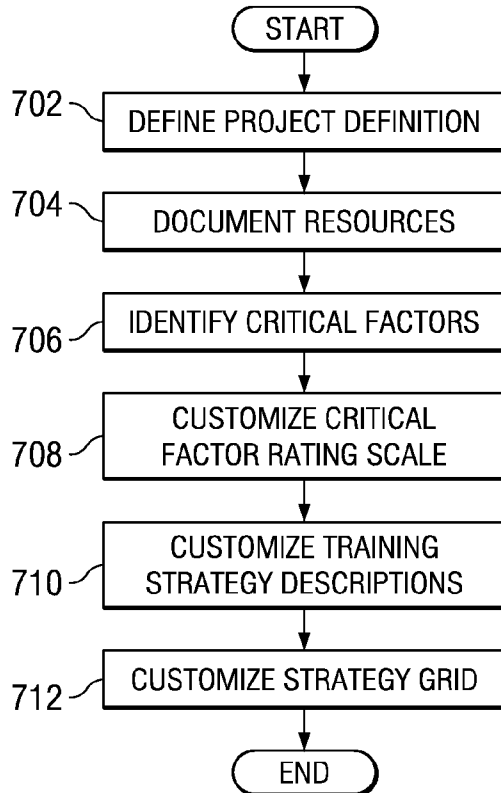 START
702
DEFINE PROJECT DEFINITION
704
DOCUMENT RESOURCES
706
IDENTIFY CRITICAL FACTORS
708
CUSTOMIZE CRITICAL
FACTOR RATING SCALE
710
CUSTOMIZE TRAINING
STRATEGY DESCRIPTIONS
712
CUSTOMIZE STRATEGY GRID
END